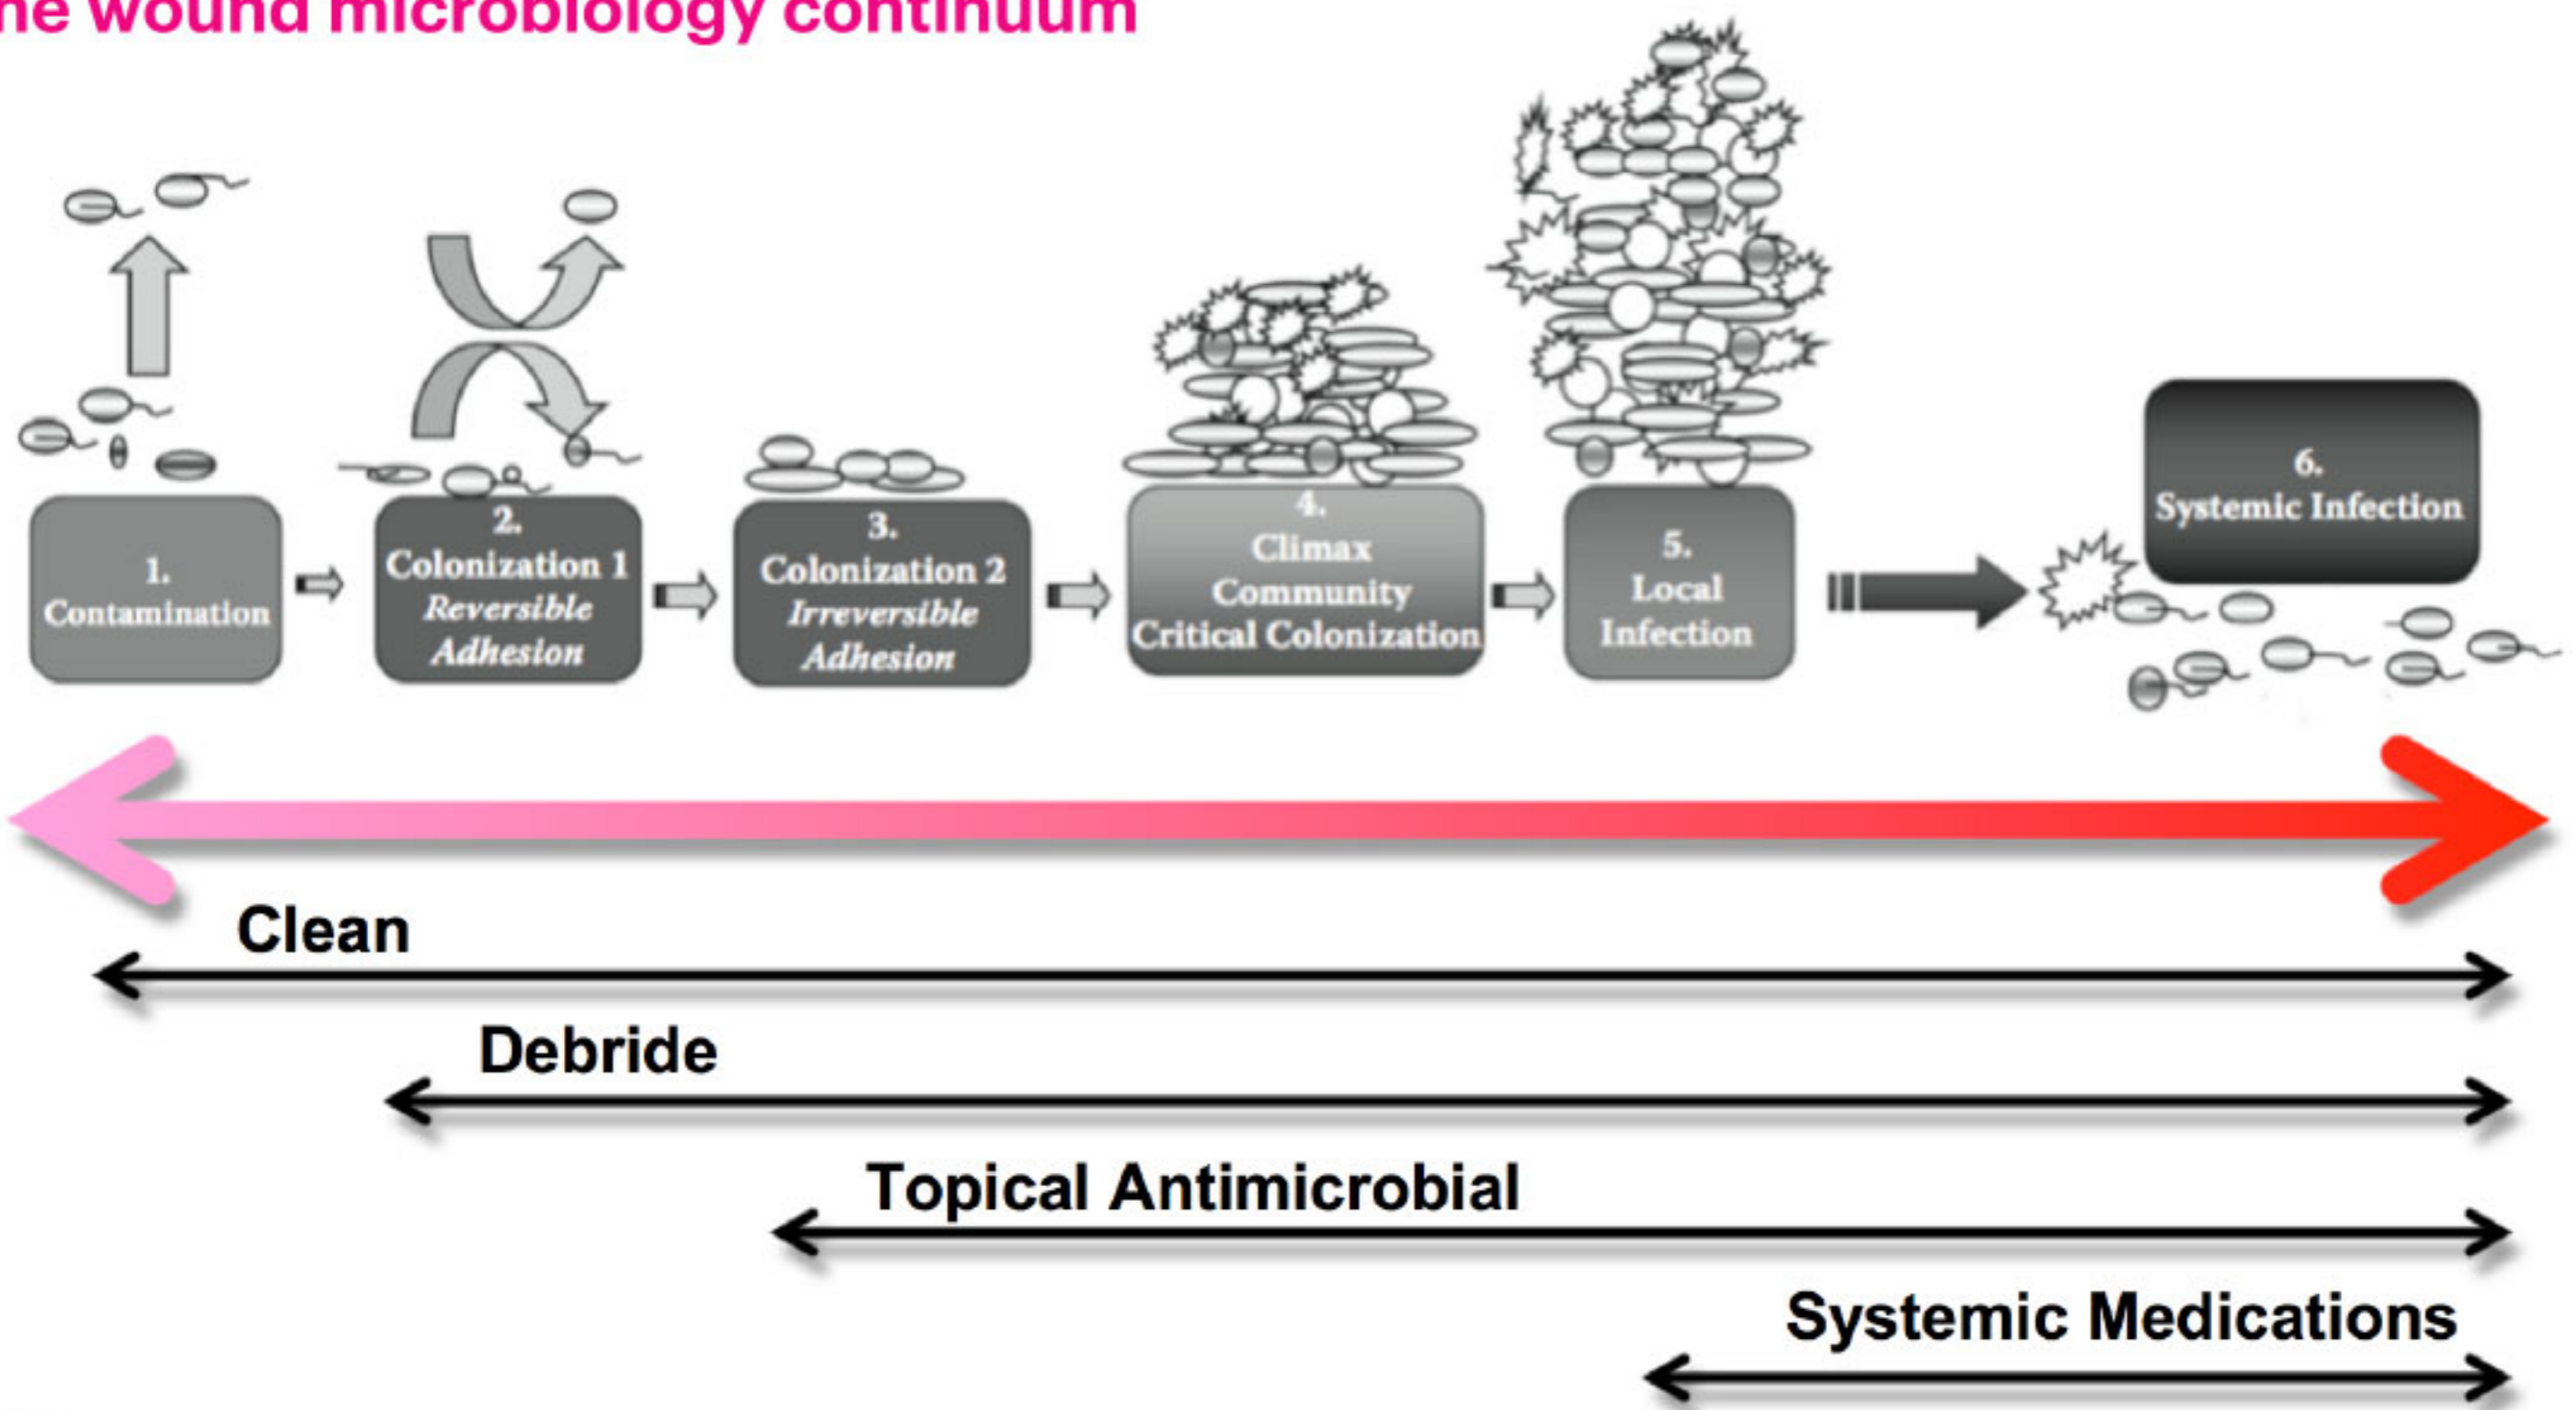 he wound microbiology continuum
1.
Contamination
2.
Colonization 1
Reversible
Adhesion
3.
Colonization 2
Irreversible
Adhesion
4.
Climax
Community
Critical Colonization
5.
Local
Infection
6.
Systemic Infection
Clean
Debride
Topical Antimicrobial
Systemic Medications